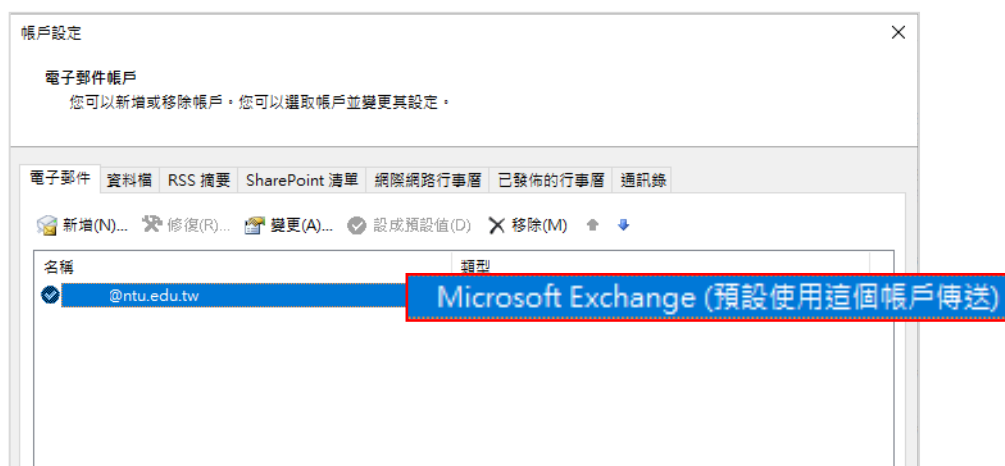 帳戶設定
電子郵件帳戶
您可以新增或移除帳戶。您可以選取帳戶並變更其設定。
電子郵件 資料檔 RSS 摘要 SharePoint 清單 網際網路行事曆 已發佈的行事曆 通訊錄
新增(N)... 修復(R)... 變更(A)... 設成預設值(D) 移除(M)
名稱 類型
@ntu.edu.tw Microsoft Exchange (預設使用這個帳戶傳送)